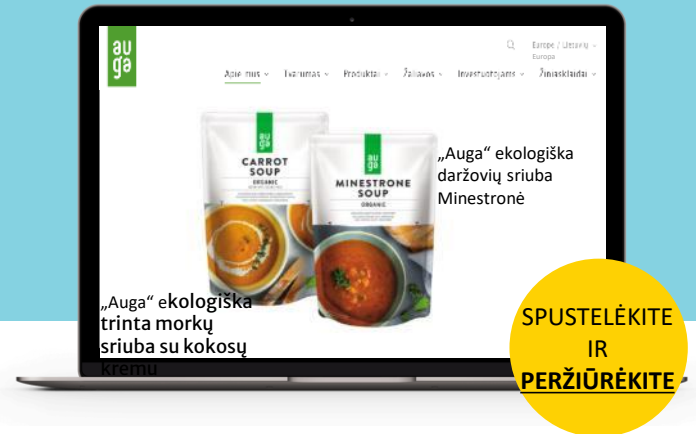 au
ga
Europe / Lietuvių
Europa
Apie mus Tvarumas Produktai Žaliavos Investuotojams Žiniasklaidai
au
ga
CARROT
SOUP
ORGANIC
au
ga
MINESTRONE
SOUP
ORGANIC
„Auga“ ekologiška
daržovių sriuba
Minestronė
„Auga“ ekologiška
trinta morkų
sriuba su kokosų
kremu
SPUSTELĖKITE
IR
PERŽIŪRĖKITE